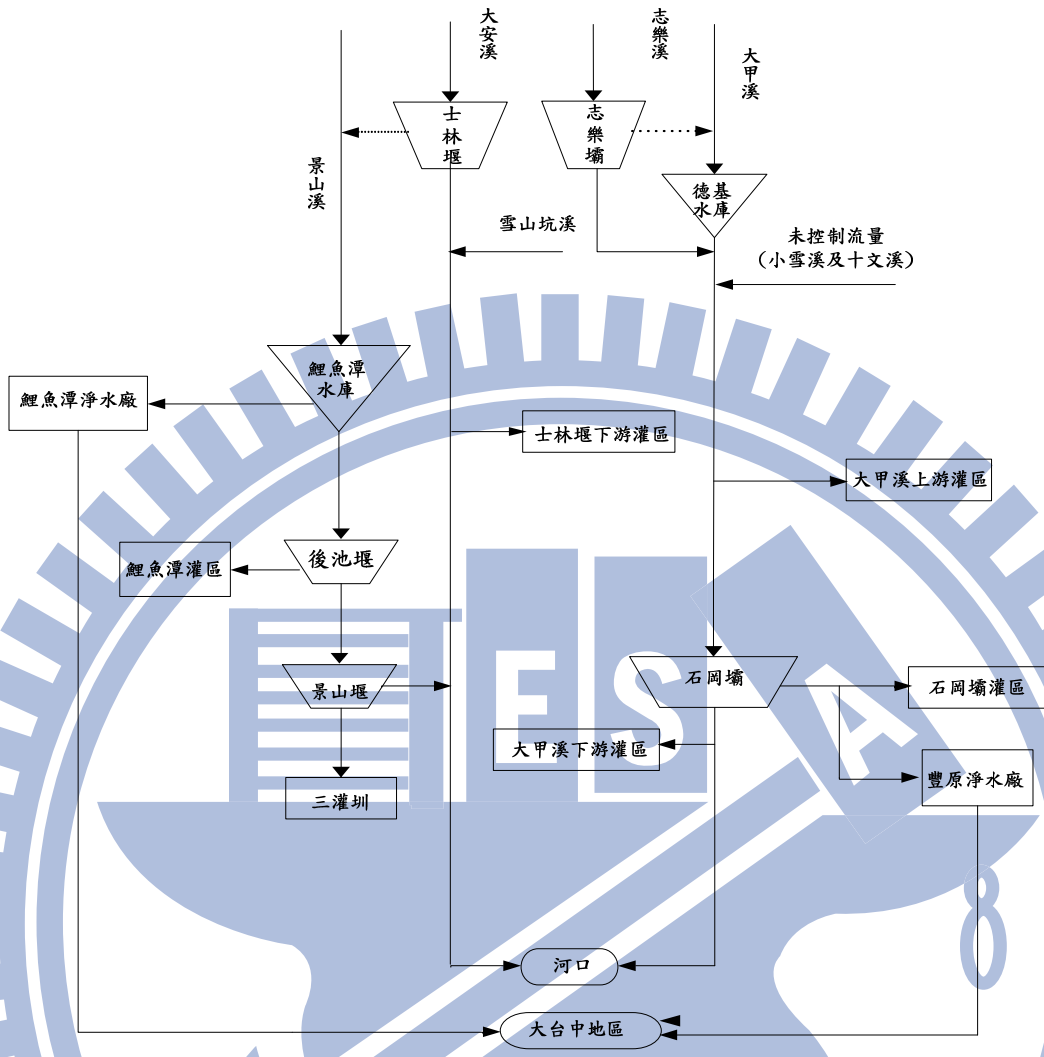 大安溪
志樂溪
大甲溪
士林堰
志樂壩
景山溪
德基
水庫
雪山坑溪
未控制流量
(小雪溪及十文溪)
鯉魚潭
水庫
鯉魚潭淨水廠
士林堰下游灌區
大甲溪上游灌區
後池堰
鯉魚潭灌區
景山堰
石岡壩
石岡壩灌區
大甲溪下游灌區
三灌圳
豐原淨水廠
河口
大台中地區
ESA
8